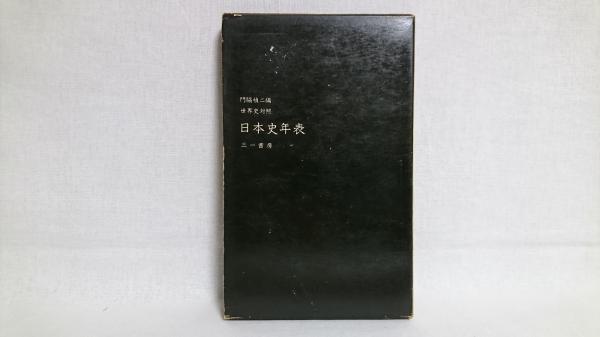 門脇禎二編
世界史対照
日本史年表
三一書房